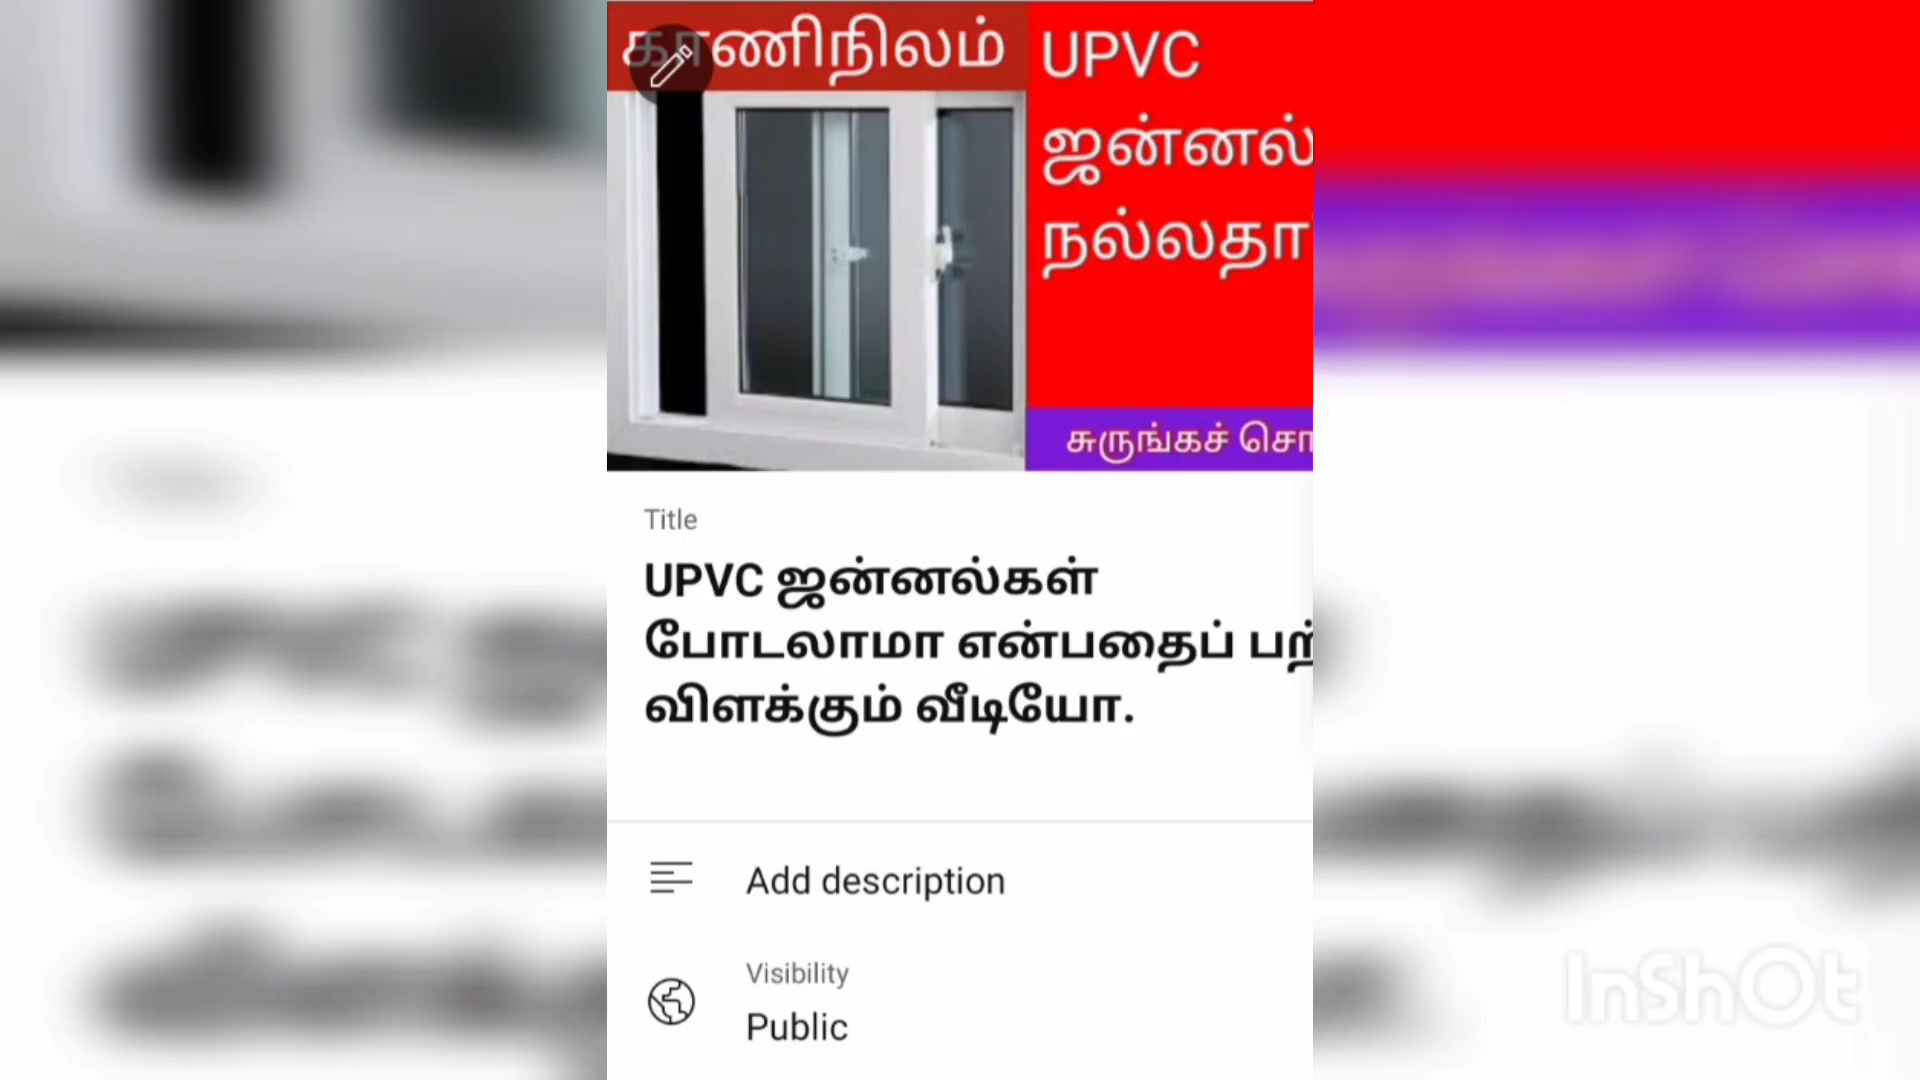 காணிநிலம்
UPVC
ஜன்னல்
நல்லதா
சுருங்கச்
Title
UPVC ஜன்னல்கள்
போடலாமா என்பதைப்
விளக்கும் வீடியோ.
Add description
Visibility
Public
InShOt